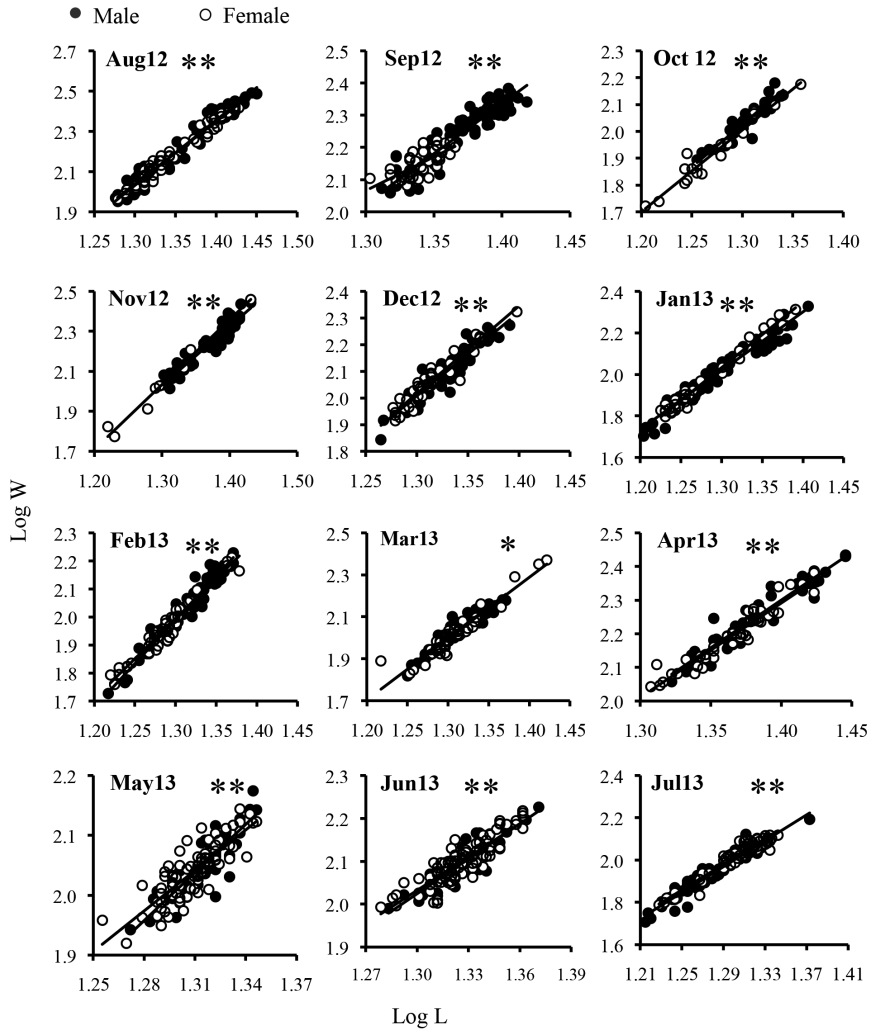 ● Male ○ Female
Aug12 **
2.7
2.5
2.3
2.1
1.9
1.25 1.30 1.35 1.40 1.45 1.50
Sep12 **
2.5
2.4
2.3
2.2
2.1
2.0
1.30 1.35 1.40 1.45
Oct 12 **
2.3
2.2
2.1
2.0
1.9
1.8
1.7
1.20 1.25 1.30 1.35 1.40
Nov12 **
2.5
2.3
2.1
1.9
1.7
1.20 1.30 1.40 1.50
Dec12 **
2.4
2.3
2.2
2.1
2.0
1.9
1.8
1.25 1.30 1.35 1.40 1.45
Jan13 **
2.4
2.2
2.0
1.8
1.6
1.20 1.25 1.30 1.35 1.40 1.45
Log W
Feb13 **
2.3
2.2
2.1
2.0
1.9
1.8
1.7
1.20 1.25 1.30 1.35 1.40 1.45
Mar13 *
2.5
2.3
2.1
1.9
1.7
1.20 1.25 1.30 1.35 1.40 1.45
Apr13 **
2.5
2.4
2.3
2.2
2.1
2.0
1.30 1.35 1.40 1.45
May13 **
2.2
2.1
2.0
1.9
1.25 1.28 1.31 1.34 1.37
Jun13 **
2.3
2.2
2.1
2.0
1.9
1.27 1.30 1.33 1.36 1.39
Jul13 **
2.4
2.2
2.0
1.8
1.6
1.21 1.25 1.29 1.33 1.37 1.41
Log L